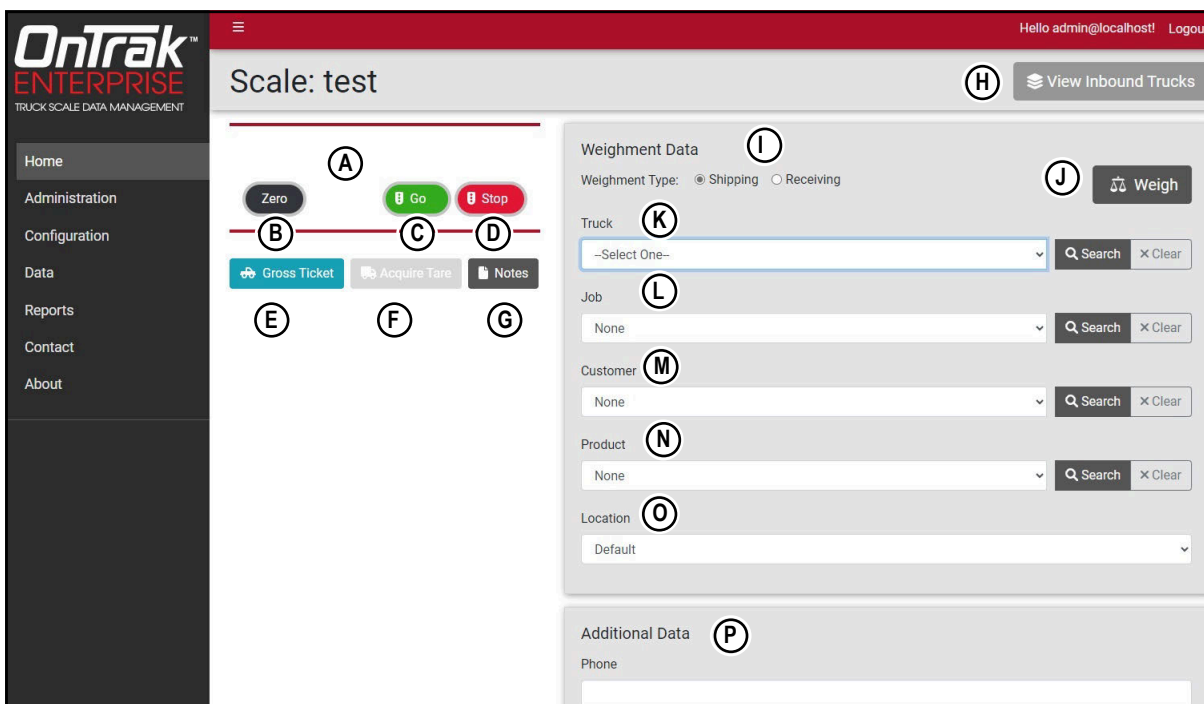 OnTrak™
ENTERPRISE
TRUCK SCALE DATA MANAGEMENT
Home
Administration
Configuration
Data
Reports
Contact
About
Hello admin@localhost! Logou
Scale: test
H View Inbound Trucks
A
Zero Go Stop
B C D
Gross Ticket Acquire Tare Notes
E F G
Weighment Data I
Weighment Type: Shipping Receiving
J Weigh
Truck K
--Select One-- Search × Clear
Job L
None Search × Clear
Customer M
None Search × Clear
Product N
None Search × Clear
Location O
Default
Additional Data P
Phone